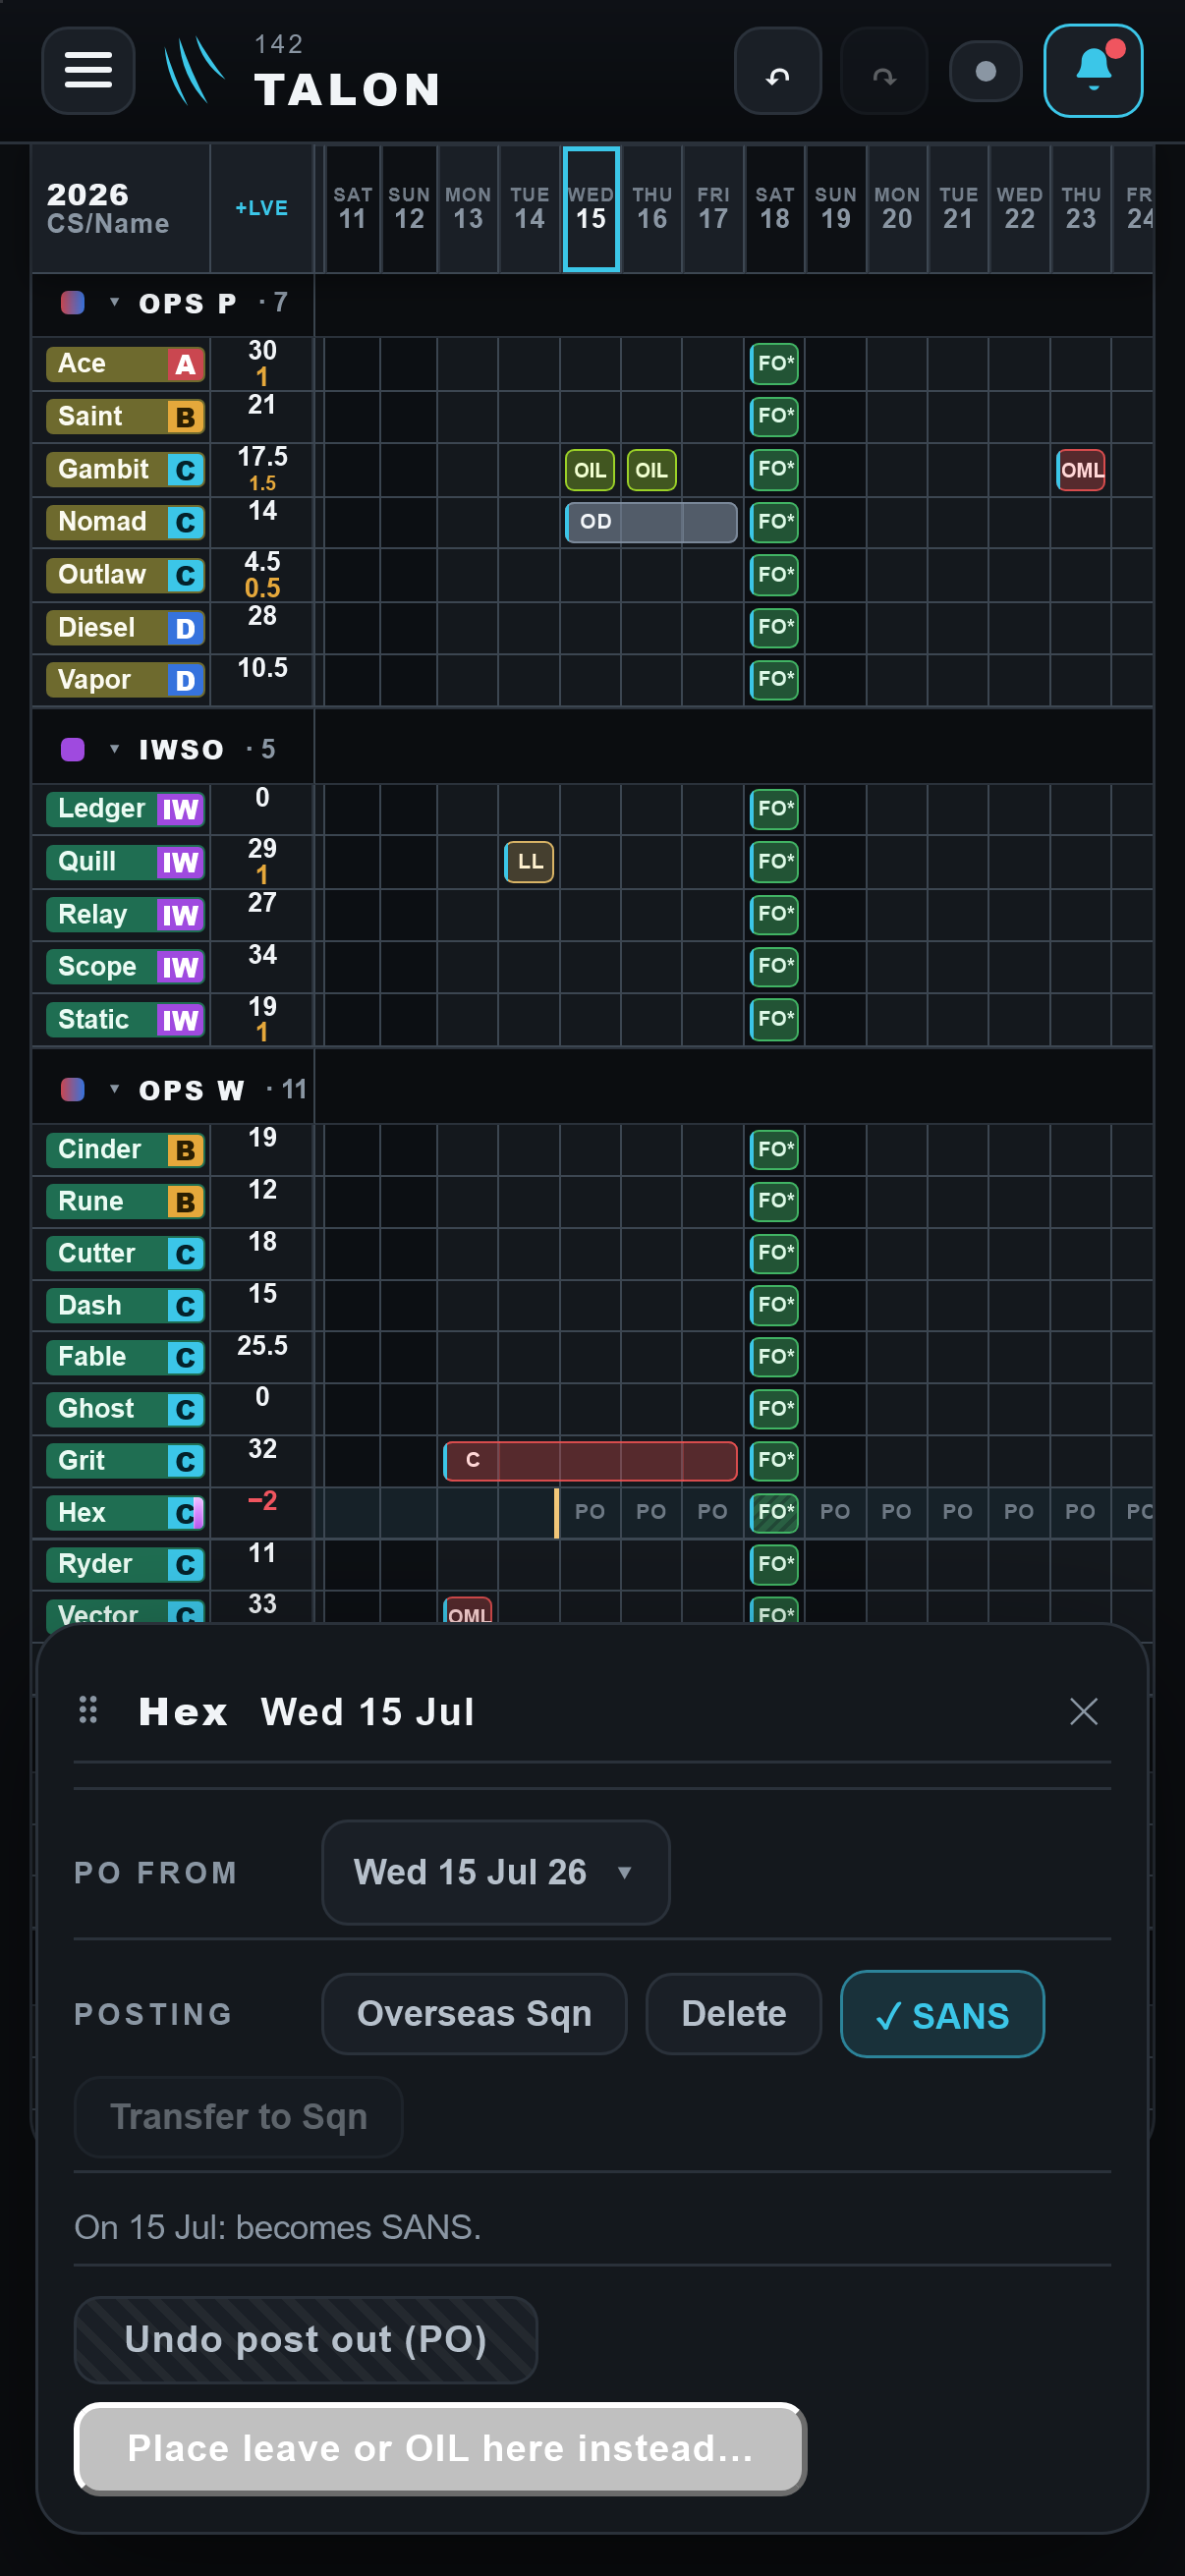 142
TALON
2026
CS/Name
+LVE
SAT 11 SUN 12 MON 13 TUE 14 WED 15 THU 16 FRI 17 SAT 18 SUN 19 MON 20 TUE 21 WED 22 THU 23 FR 24
OPS P · 7
Ace A 30 1 FO*
Saint B 21 FO*
Gambit C 17.5 1.5 OIL OIL FO* OML
Nomad C 14 OD FO*
Outlaw C 4.5 0.5 FO*
Diesel D 28 FO*
Vapor D 10.5 FO*
IWSO · 5
Ledger IW 0 FO*
Quill IW 29 1 LL FO*
Relay IW 27 FO*
Scope IW 34 FO*
Static IW 19 1 FO*
OPS W · 11
Cinder B 19 FO*
Rune B 12 FO*
Cutter C 18 FO*
Dash C 15 FO*
Fable C 25.5 FO*
Ghost C 0 FO*
Grit C 32 C FO*
Hex C −2 PO PO PO FO* PO PO PO PO PO PO
Ryder C 11 FO*
Vector C 33 OML FO*
Hex Wed 15 Jul
PO FROM Wed 15 Jul 26
POSTING Overseas Sqn Delete ✓ SANS
Transfer to Sqn
On 15 Jul: becomes SANS.
Undo post out (PO)
Place leave or OIL here instead...